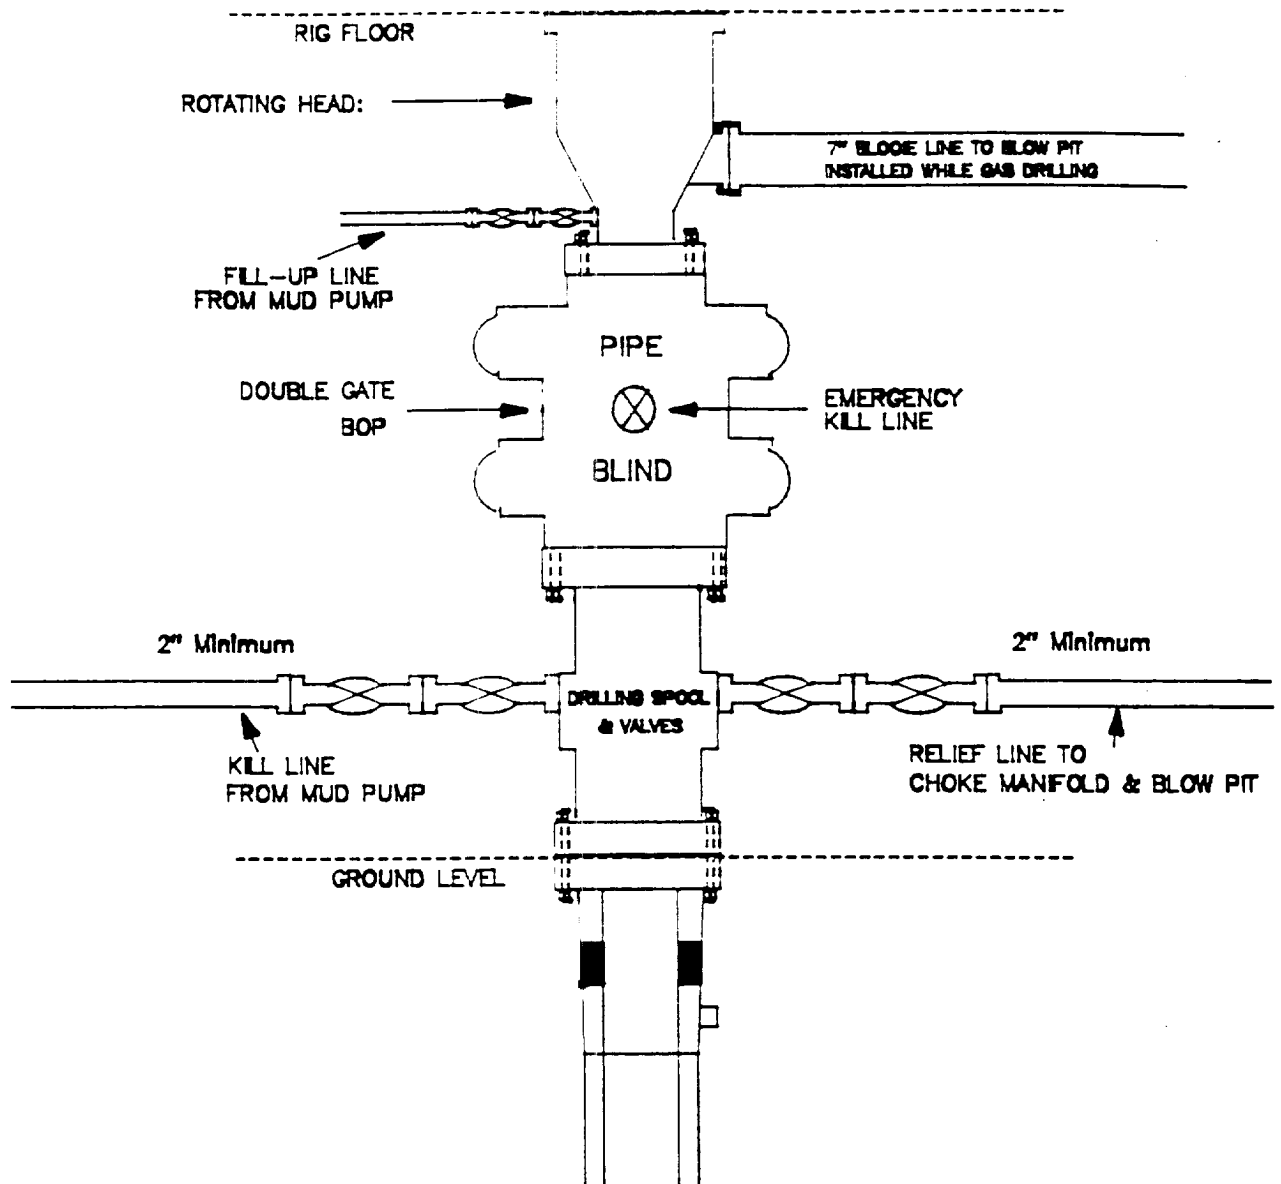 RIG FLOOR
ROTATING HEAD:
7" BLOOIE LINE TO BLOW PIT
INSTALLED WHILE GAS DRILLING
FILL-UP LINE
FROM MUD PUMP
PIPE
DOUBLE GATE
BOP
EMERGENCY
KILL LINE
BLIND
2" Minimum
2" Minimum
DRILLING SPOOL
& VALVES
KILL LINE
FROM MUD PUMP
RELIEF LINE TO
CHOKE MANIFOLD & BLOW PIT
GROUND LEVEL